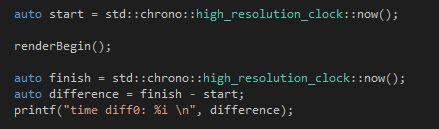 auto start = std::chrono::high_resolution_clock::now();
renderBegin();
auto finish = std::chrono::high_resolution_clock::now();
auto difference = finish - start;
printf("time diff0: %i \n", difference);